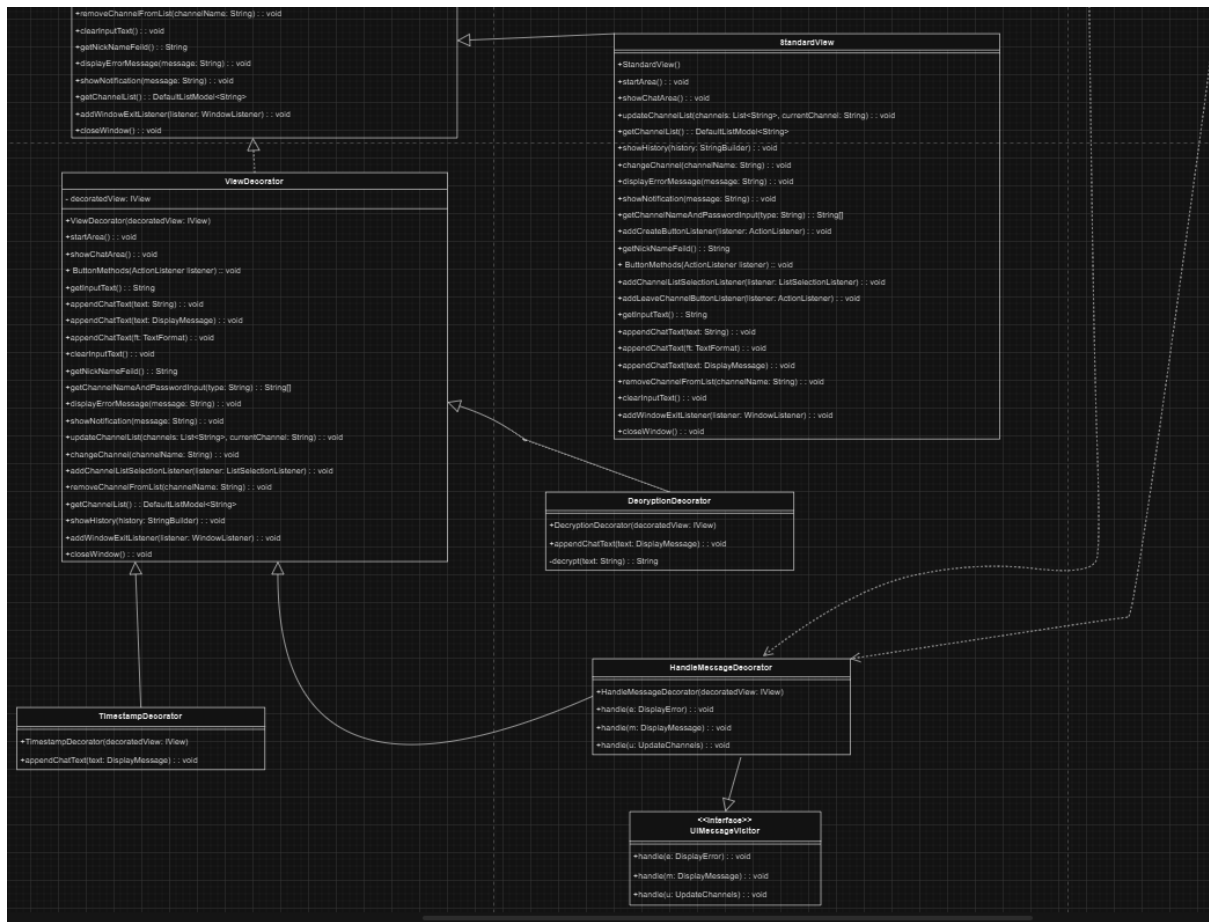 +removeChannelFromList(channelName: String) : : void
+clearInputText() : : void
+getNickNameFeild() : : String
+displayErrorMessage(message: String) : : void
+showNotification(message: String) : : void
+getChannelList() : : DefaultListModel<String>
+addWindowExitListener(listener: WindowListener) : : void
+closeWindow() : : void
StandardView
+StandardView()
+startArea() : : void
+showChatArea() : : void
+updateChannelList(channels: List<String>, currentChannel: String) : : void
+getChannelList() : : DefaultListModel<String>
+showHistory(history: StringBuilder) : : void
+changeChannel(channelName: String) : : void
+displayErrorMessage(message: String) : : void
+showNotification(message: String) : : void
+getChannelNameAndPasswordInput(type: String) : : String[]
+addCreateButtonListener(listener: ActionListener) : : void
+getNickNameFeild() : : String
+ ButtonMethods(ActionListener listener) :: void
+addChannelListSelectionListener(listener: ListSelectionListener) : : void
+addLeaveChannelButtonListener(listener: ActionListener) : : void
+getInputText() : : String
+appendChatText(text: String) : : void
+appendChatText(ft: TextFormat) : : void
+appendChatText(text: DisplayMessage) : : void
+removeChannelFromList(channelName: String) : : void
+clearInputText() : : void
+addWindowExitListener(listener: WindowListener) : : void
+closeWindow() : : void
ViewDecorator
- decoratedView: IView
+ViewDecorator(decoratedView: IView)
+startArea() : : void
+showChatArea() : : void
+ ButtonMethods(ActionListener listener) :: void
+getInputText() : : String
+appendChatText(text: String) : : void
+appendChatText(text: DisplayMessage) : : void
+appendChatText(ft: TextFormat) : : void
+clearInputText() : : void
+getNickNameFeild() : : String
+getChannelNameAndPasswordInput(type: String) : : String[]
+displayErrorMessage(message: String) : : void
+showNotification(message: String) : : void
+updateChannelList(channels: List<String>, currentChannel: String) : : void
+changeChannel(channelName: String) : : void
+addChannelListSelectionListener(listener: ListSelectionListener) : : void
+removeChannelFromList(channelName: String) : : void
+getChannelList() : : DefaultListModel<String>
+showHistory(history: StringBuilder) : : void
+addWindowExitListener(listener: WindowListener) : : void
+closeWindow() : : void
DecryptionDecorator
+DecryptionDecorator(decoratedView: IView)
+appendChatText(text: DisplayMessage) : : void
-decrypt(text: String) : : String
HandleMessageDecorator
+HandleMessageDecorator(decoratedView: IView)
+handle(e: DisplayError) : : void
+handle(m: DisplayMessage) : : void
+handle(u: UpdateChannels) : : void
TimestampDecorator
+TimestampDecorator(decoratedView: IView)
+appendChatText(text: DisplayMessage) : : void
<<Interface>>
UIMessageVisitor
+handle(e: DisplayError) : : void
+handle(m: DisplayMessage) : : void
+handle(u: UpdateChannels) : : void